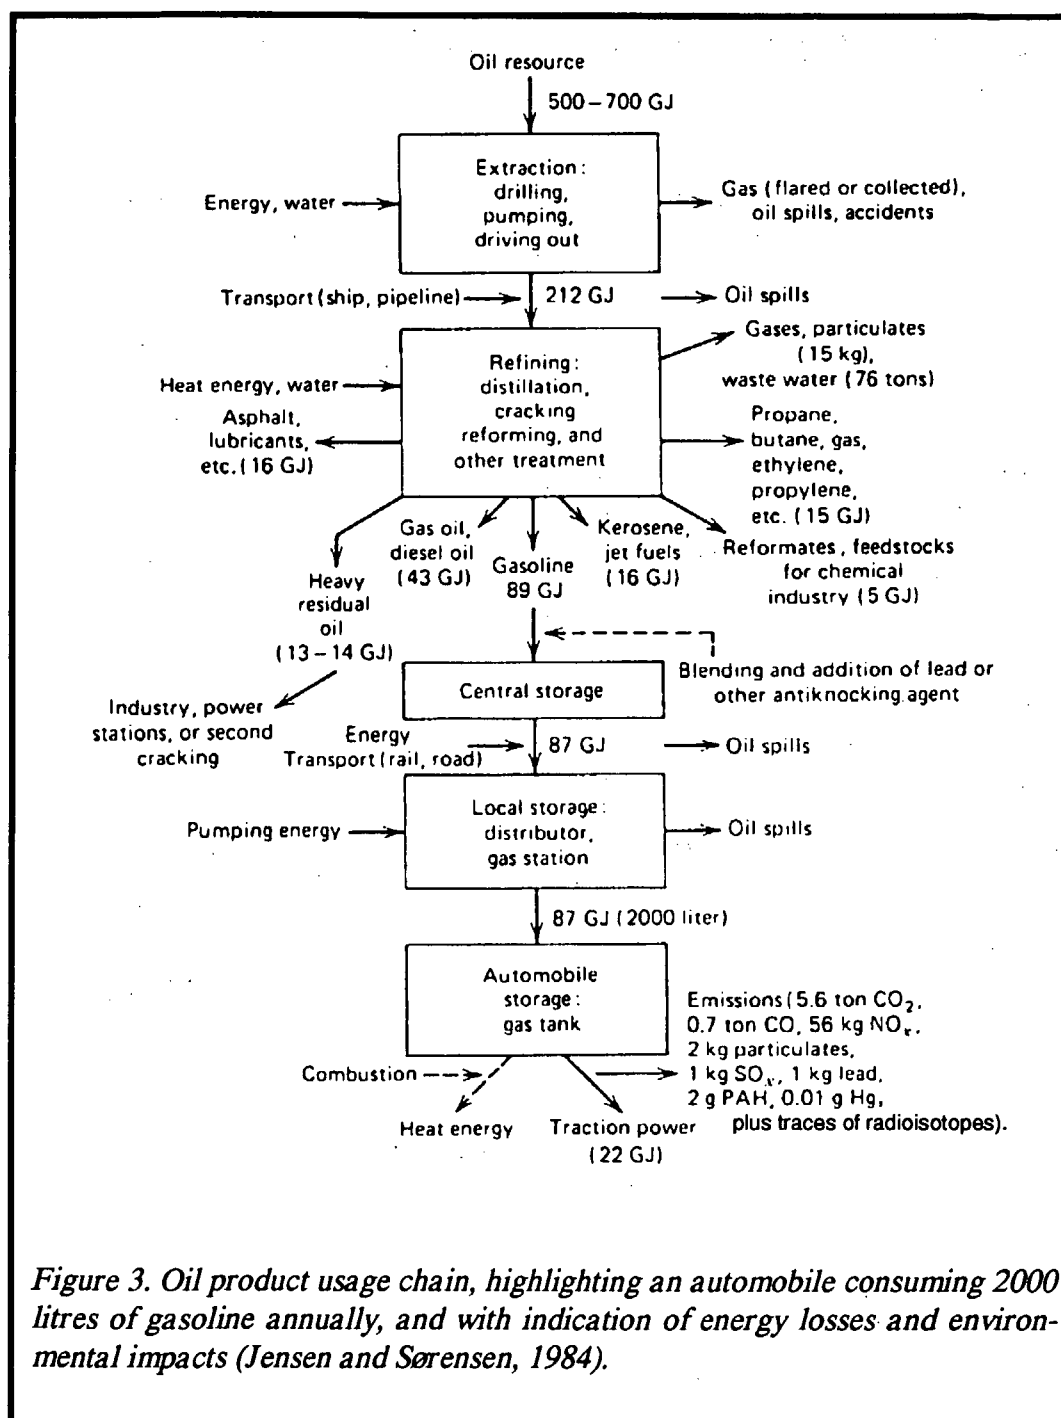 Oil resource
500–700 GJ
Extraction:
drilling,
pumping,
driving out
Energy, water
Gas (flared or collected),
oil spills, accidents
Transport (ship, pipeline)
212 GJ
Oil spills
Refining:
distillation,
cracking
reforming, and
other treatment
Heat energy, water
Gases, particulates
(15 kg),
waste water (76 tons)
Asphalt,
lubricants,
etc. (16 GJ)
Propane,
butane, gas,
ethylene,
propylene,
etc. (15 GJ)
Heavy
residual
oil
(13–14 GJ)
Gas oil,
diesel oil
(43 GJ)
Gasoline
89 GJ
Kerosene,
jet fuels
(16 GJ)
Reformates, feedstocks
for chemical
industry (5 GJ)
Industry, power
stations, or second
cracking
Blending and addition of lead or
other antiknocking agent
Central storage
Energy
Transport (rail, road)
87 GJ
Oil spills
Local storage:
distributor,
gas station
Pumping energy
Oil spills
87 GJ (2000 liter)
Automobile
storage:
gas tank
Emissions (5.6 ton CO₂,
0.7 ton CO, 56 kg NOₓ,
2 kg particulates,
1 kg SOₓ, 1 kg lead,
2 g PAH, 0.01 g Hg,
plus traces of radioisotopes).
Combustion
Heat energy
Traction power
(22 GJ)
Figure 3. Oil product usage chain, highlighting an automobile consuming 2000
litres of gasoline annually, and with indication of energy losses and environ-
mental impacts (Jensen and Sørensen, 1984).